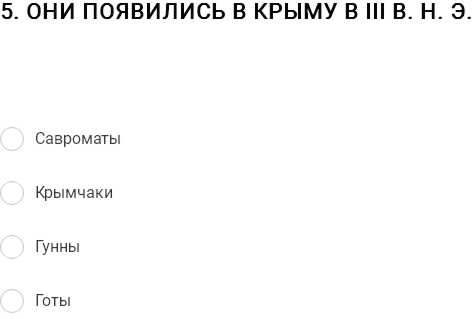 5. ОНИ ПОЯВИЛИСЬ В КРЫМУ В III В. Н. Э.
Савроматы
Крымчаки
Гунны
Готы